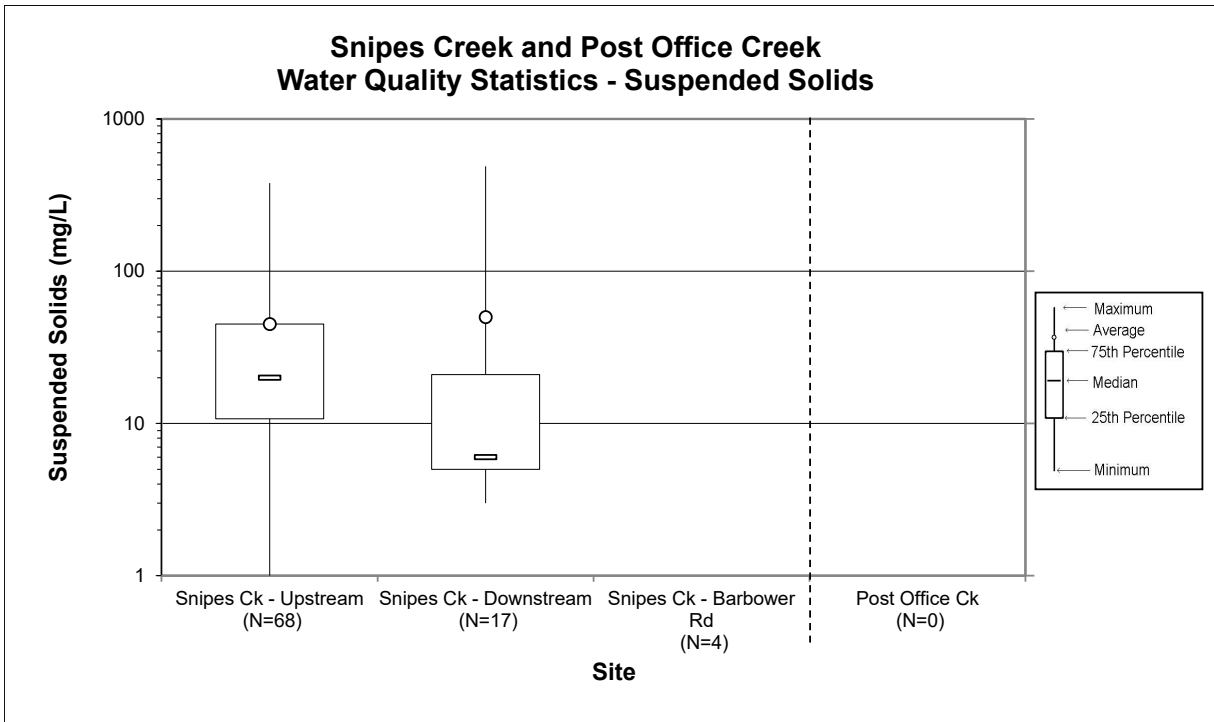 Snipes Creek and Post Office Creek
Water Quality Statistics - Suspended Solids
Suspended Solids (mg/L)
1000
100
10
1
Snipes Ck - Upstream
(N=68)
Snipes Ck - Downstream
(N=17)
Snipes Ck - Barbower
Rd
(N=4)
Post Office Ck
(N=0)
Site
Maximum
Average
75th Percentile
Median
25th Percentile
Minimum